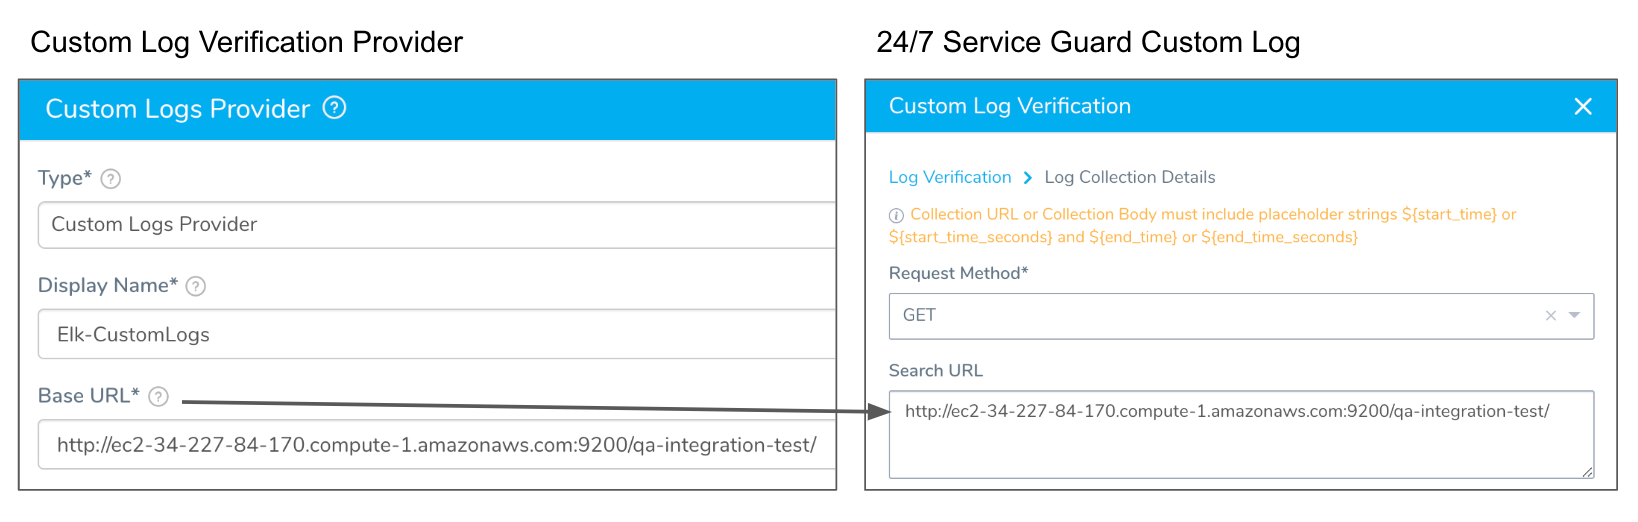 Custom Log Verification Provider
Custom Logs Provider ?
Type* ?
Custom Logs Provider
Display Name* ?
Elk-CustomLogs
Base URL* ?
http://ec2-34-227-84-170.compute-1.amazonaws.com:9200/qa-integration-test/
24/7 Service Guard Custom Log
Custom Log Verification
Log Verification > Log Collection Details
i Collection URL or Collection Body must include placeholder strings ${start_time} or
${start_time_seconds} and ${end_time} or ${end_time_seconds}
Request Method*
GET
Search URL
http://ec2-34-227-84-170.compute-1.amazonaws.com:9200/qa-integration-test/